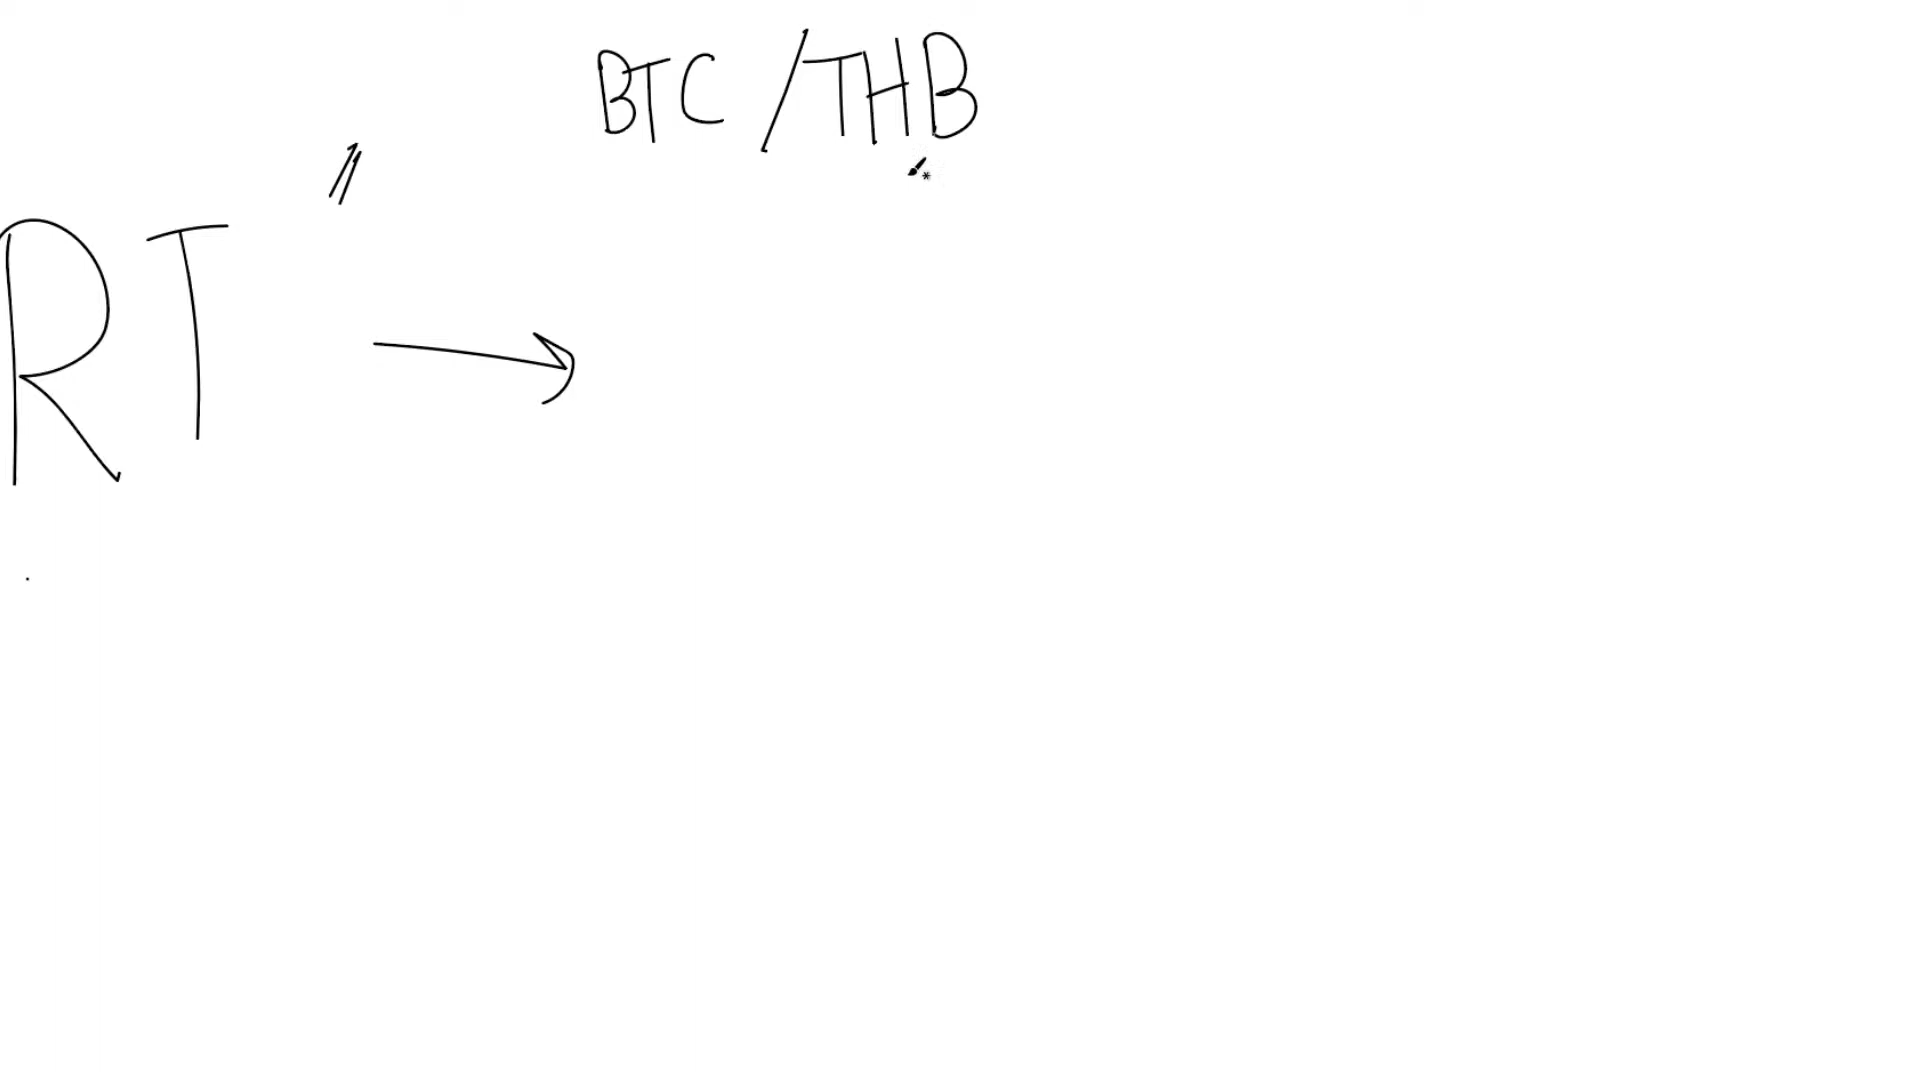 BTC /THB
"
RT →